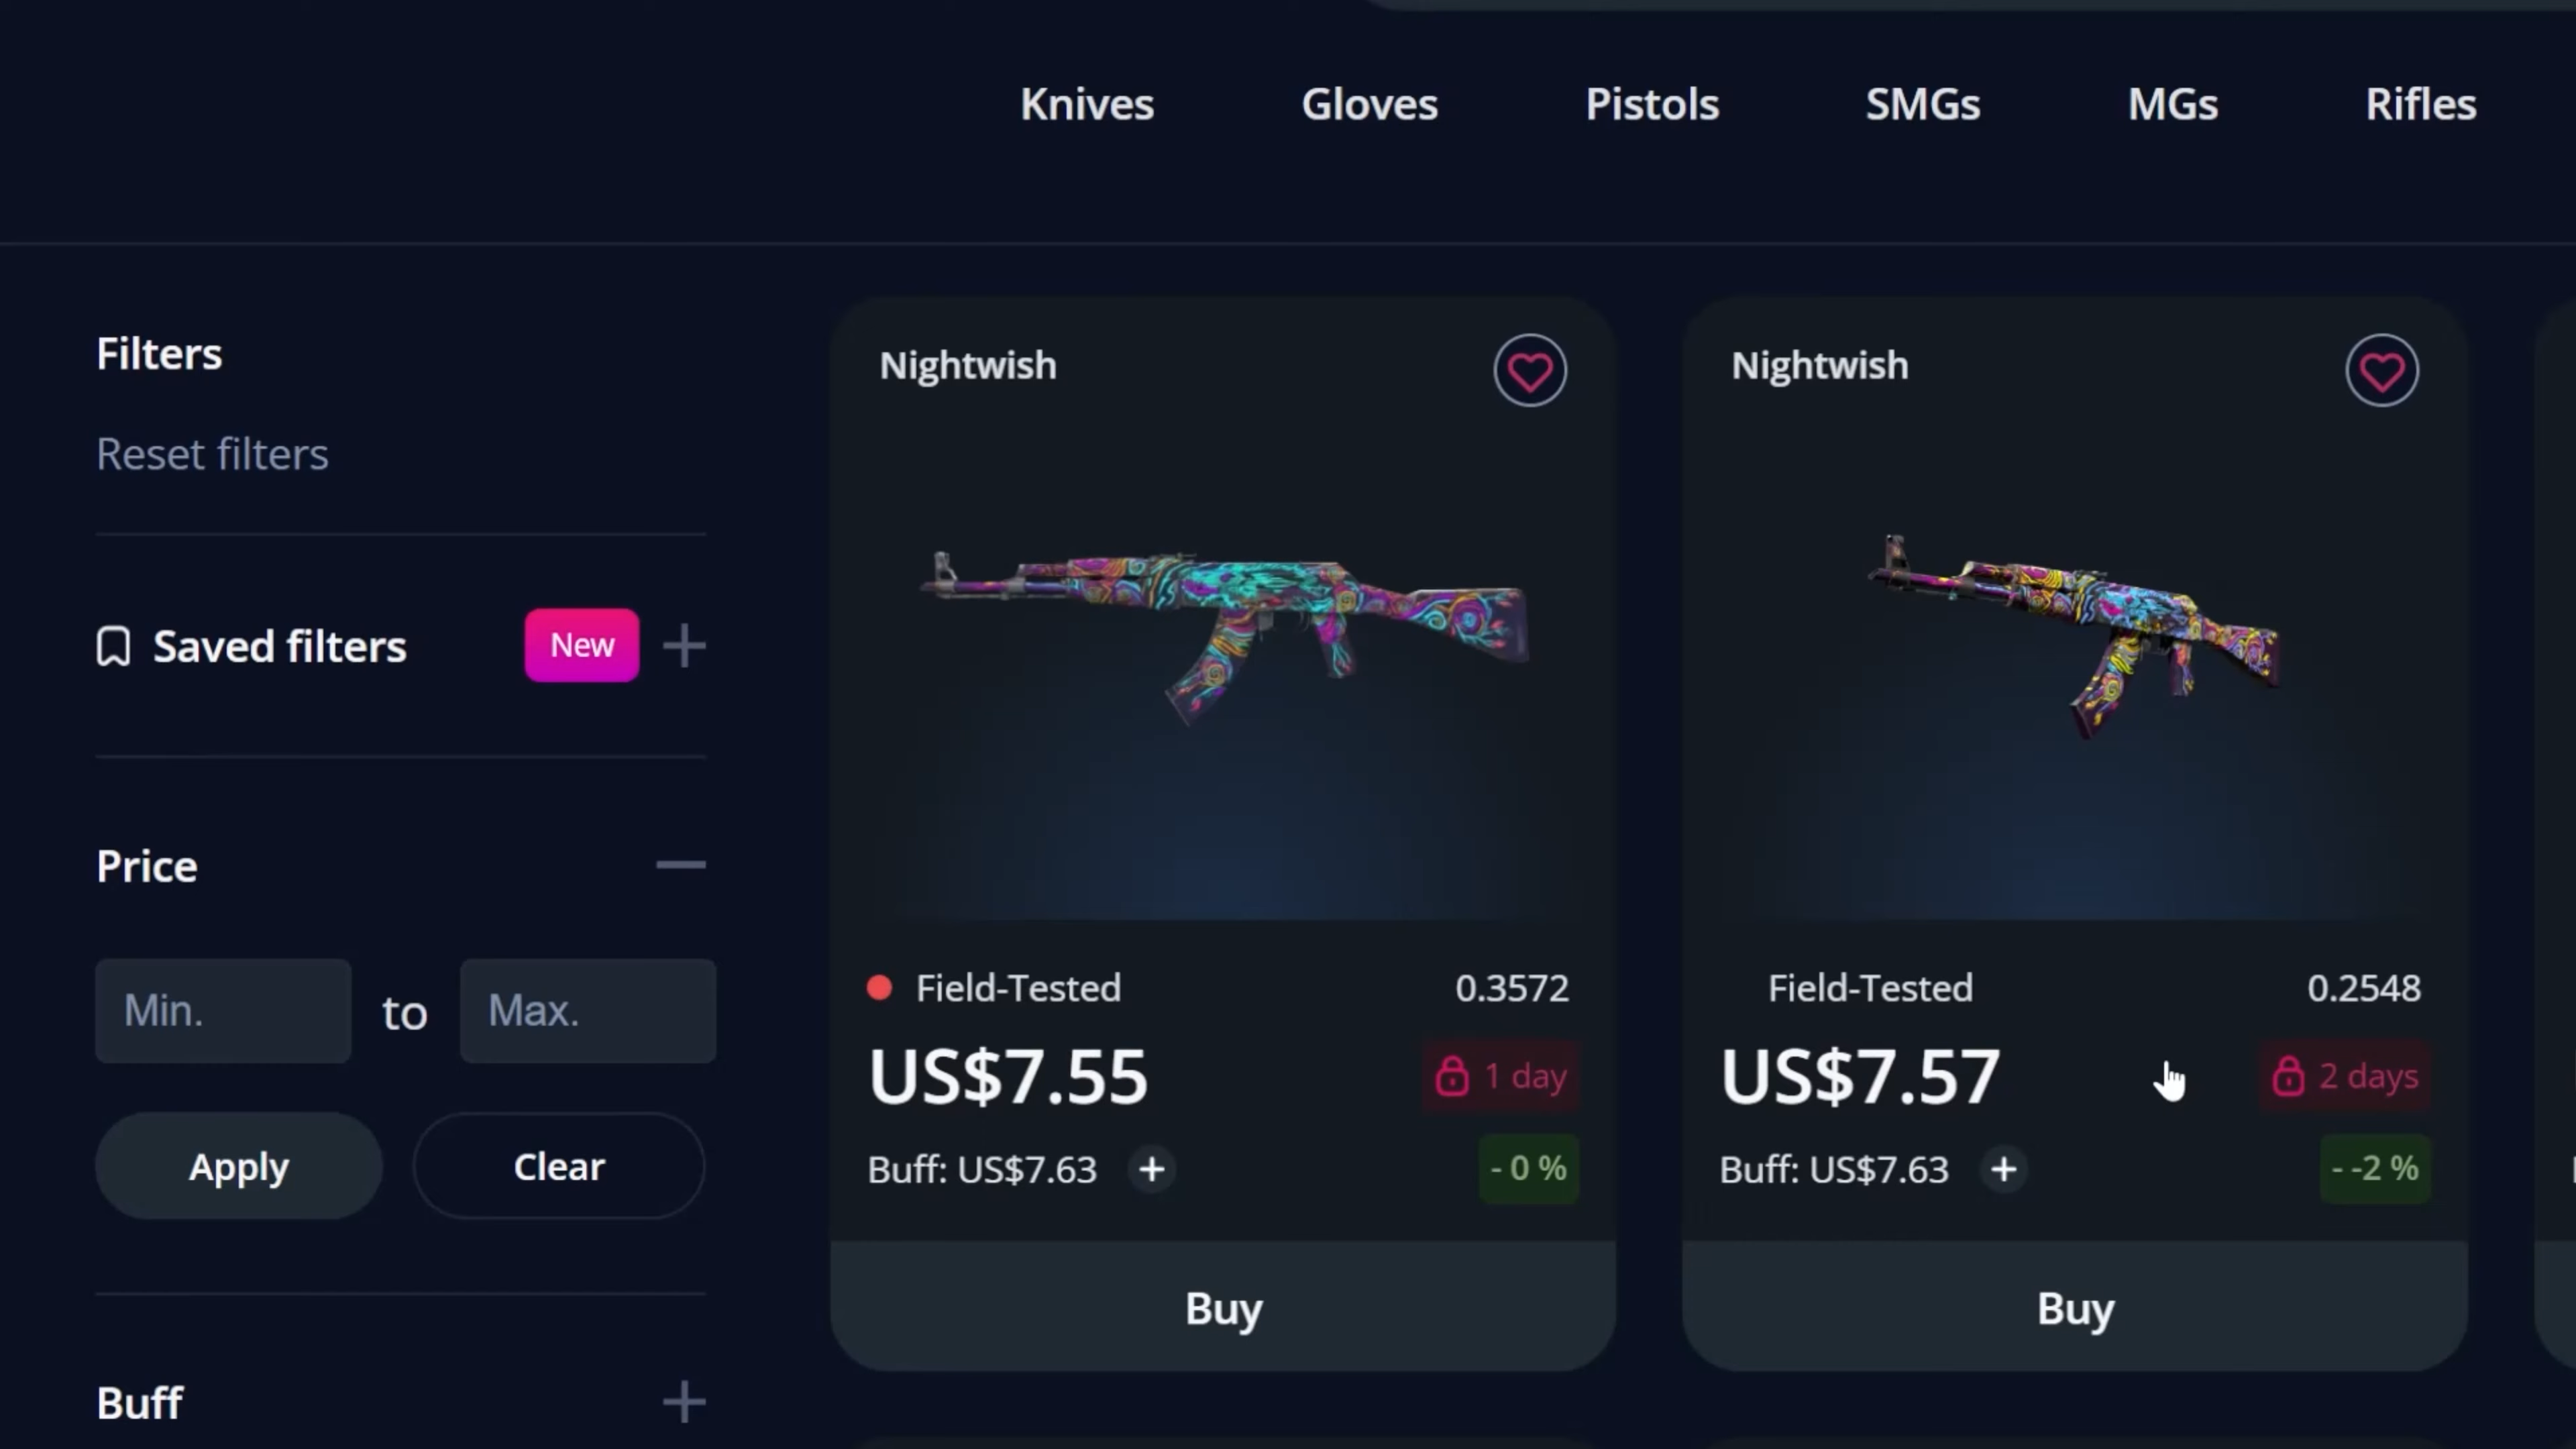 Knives Gloves Pistols SMGs MGs Rifles
Filters
Reset filters
Saved filters New
Price
Min. to Max.
Apply Clear
Buff
Nightwish
Field-Tested 0.3572
US$7.55 1 day
Buff: US$7.63 + - 0 %
Buy
Nightwish
Field-Tested 0.2548
US$7.57 2 days
Buff: US$7.63 + - -2 %
Buy